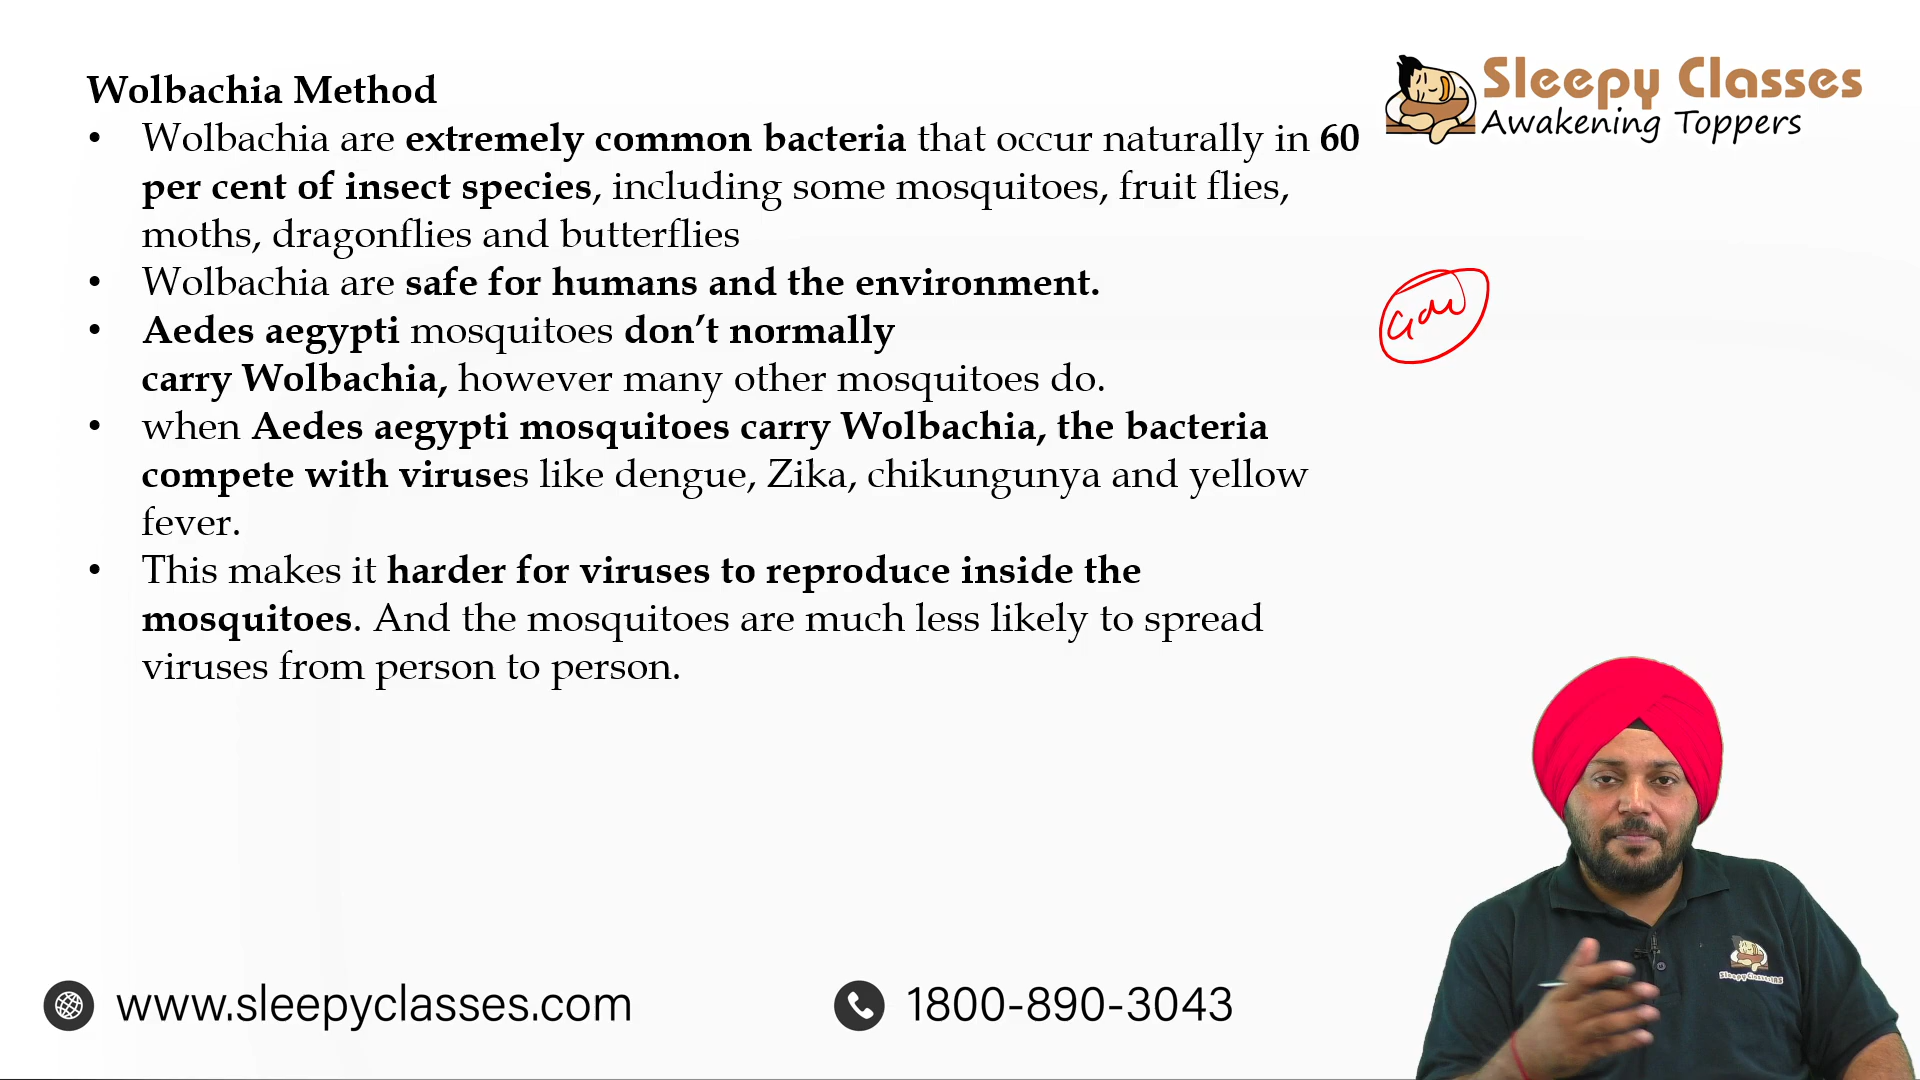 Wolbachia Method
• Wolbachia are extremely common bacteria that occur naturally in 60
per cent of insect species, including some mosquitoes, fruit flies,
moths, dragonflies and butterflies
• Wolbachia are safe for humans and the environment.
• Aedes aegypti mosquitoes don’t normally
carry Wolbachia, however many other mosquitoes do.
• when Aedes aegypti mosquitoes carry Wolbachia, the bacteria
compete with viruses like dengue, Zika, chikungunya and yellow
fever.
• This makes it harder for viruses to reproduce inside the
mosquitoes. And the mosquitoes are much less likely to spread
viruses from person to person.
Sleepy Classes
Awakening Toppers
www.sleepyclasses.com
1800-890-3043